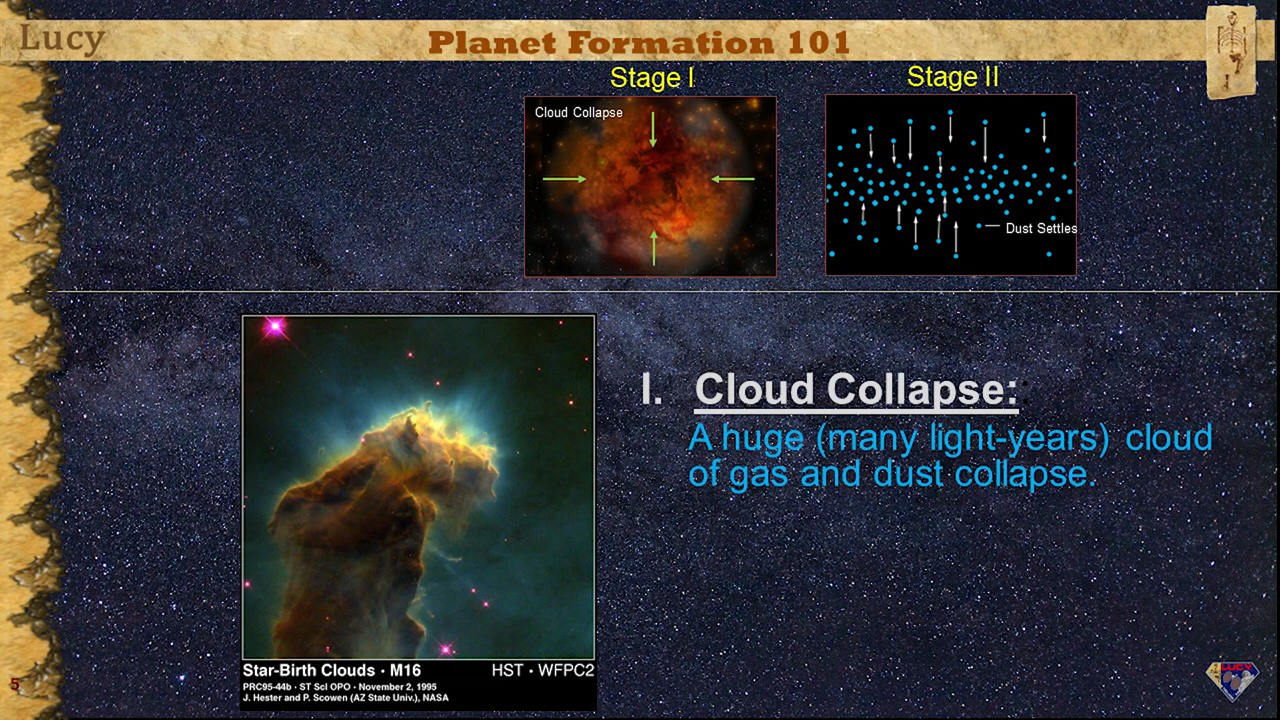 Lucy
Planet Formation 101
Stage I
Stage II
Cloud Collapse
Dust Settles
I. Cloud Collapse:
A huge (many light-years) cloud
of gas and dust collapse.
Star-Birth Clouds · M16
HST · WFPC2
PRC95-44b · ST ScI OPO · November 2, 1995
J. Hester and P. Scowen (AZ State Univ.), NASA
5
LUCY